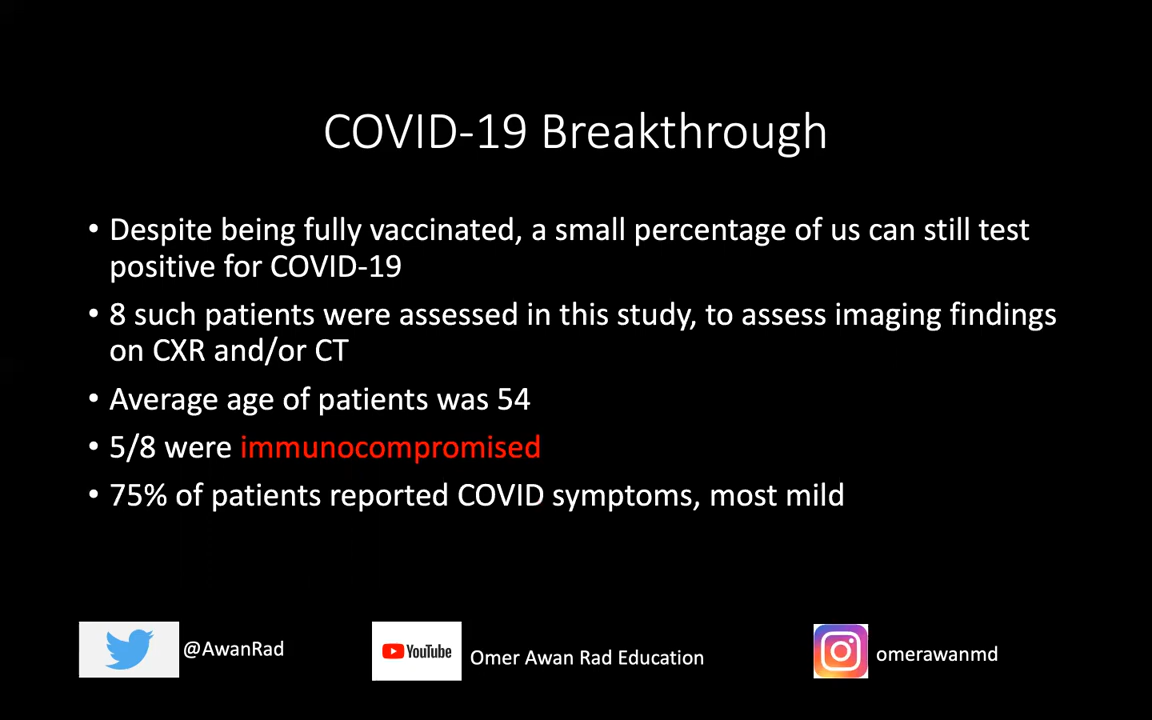 COVID-19 Breakthrough
• Despite being fully vaccinated, a small percentage of us can still test
positive for COVID-19
• 8 such patients were assessed in this study, to assess imaging findings
on CXR and/or CT
• Average age of patients was 54
• 5/8 were immunocompromised
• 75% of patients reported COVID symptoms, most mild
@AwanRad
YouTube
Omer Awan Rad Education
omerawanmd